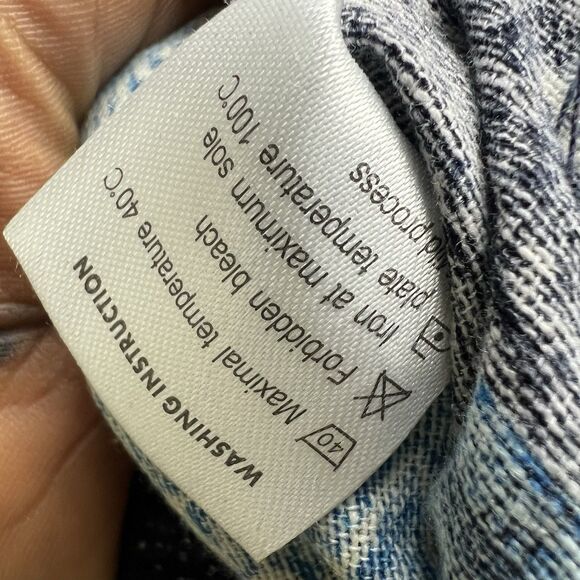 WASHING INSTRUCTION
40 Maximal temperature 40°C
Forbidden bleach
Iron at maximum sole
plate temperature 100°C
process